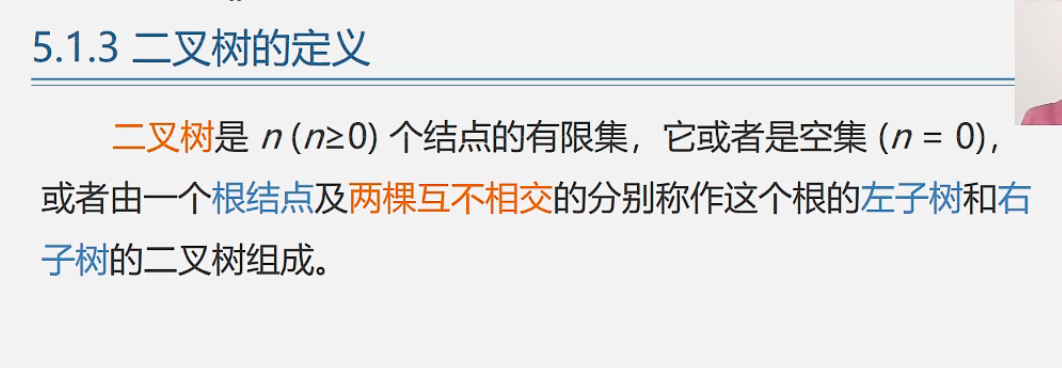 5.1.3 二叉树的定义
二叉树是 n (n≥0) 个结点的有限集，它或者是空集 (n = 0)，
或者由一个根结点及两棵互不相交的分别称作这个根的左子树和右
子树的二叉树组成。